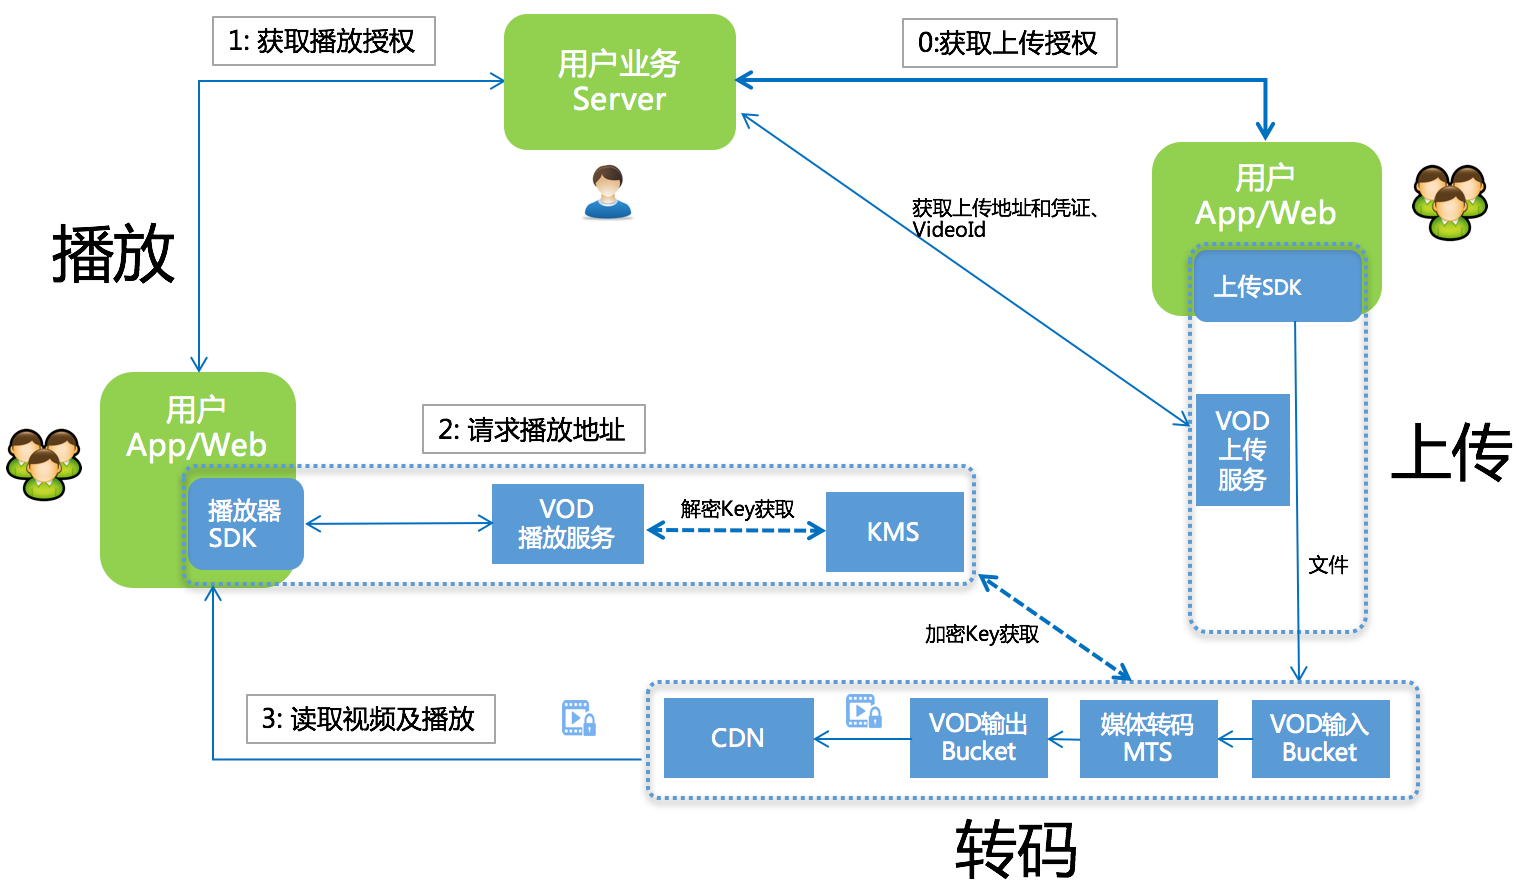 1: 获取播放授权
用户业务
Server
0:获取上传授权
用户
App/Web
上传SDK
获取上传地址和凭证、
VideoId
播放
用户
App/Web
播放器
SDK
2: 请求播放地址
VOD
播放服务
解密Key获取
KMS
VOD
上传
服务
上传
文件
加密Key获取
3: 读取视频及播放
CDN
VOD输出
Bucket
媒体转码
MTS
VOD输入
Bucket
转码